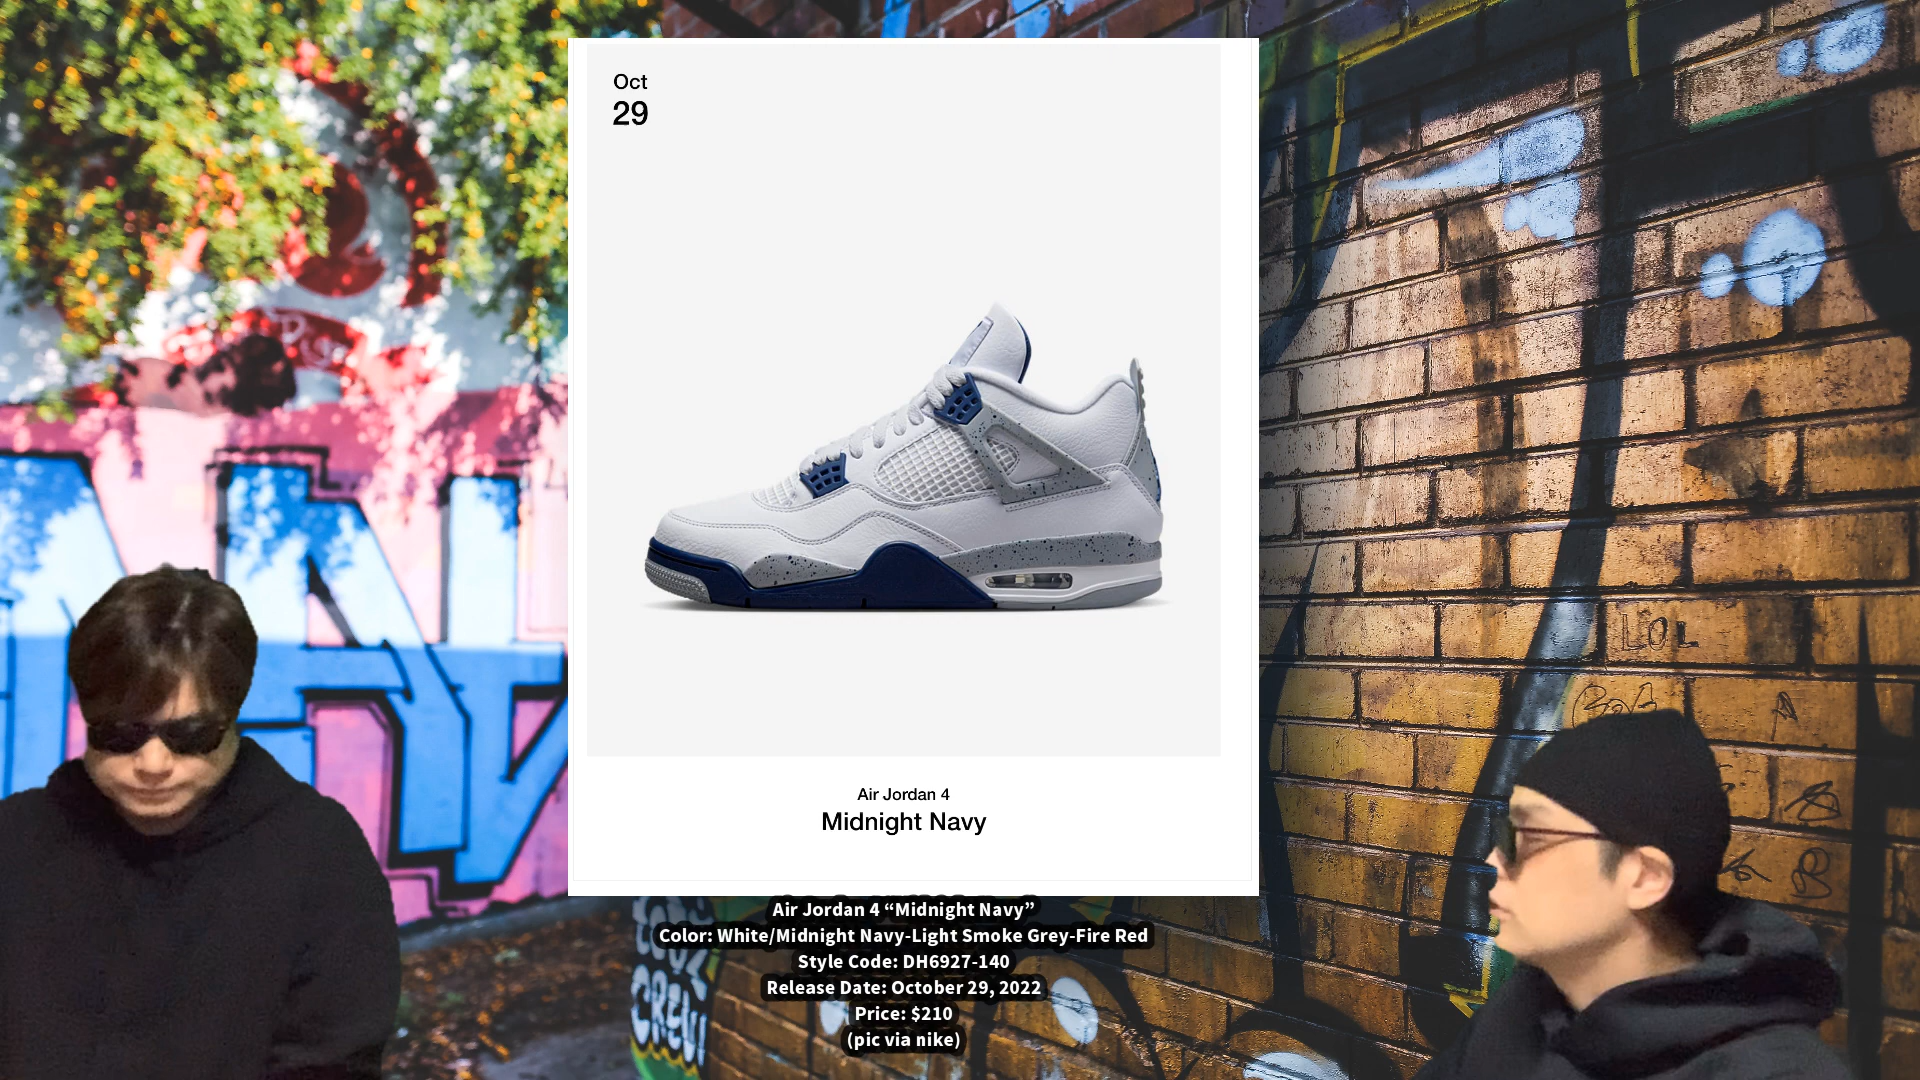 Oct
29
Air Jordan 4
Midnight Navy
Air Jordan 4 “Midnight Navy”
Color: White/Midnight Navy-Light Smoke Grey-Fire Red
Style Code: DH6927-140
Release Date: October 29, 2022
Price: $210
(pic via nike)
LOL
CREW